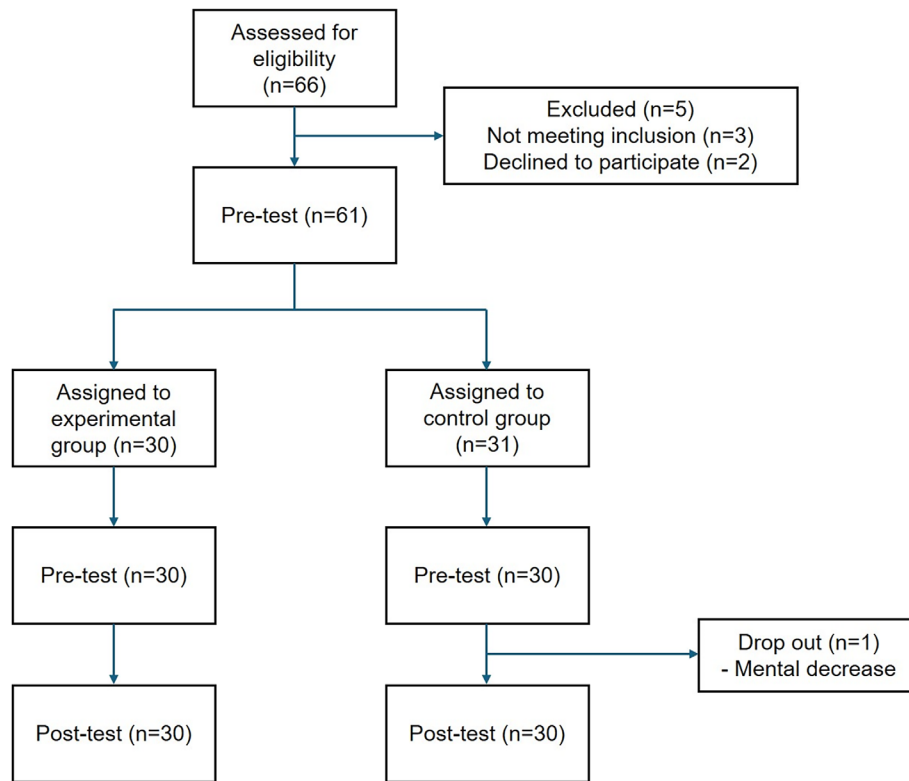 Assessed for
eligibility
(n=66)
Excluded (n=5)
Not meeting inclusion (n=3)
Declined to participate (n=2)
Pre-test (n=61)
Assigned to
experimental
group (n=30)
Assigned to
control group
(n=31)
Pre-test (n=30)
Pre-test (n=30)
Drop out (n=1)
- Mental decrease
Post-test (n=30)
Post-test (n=30)